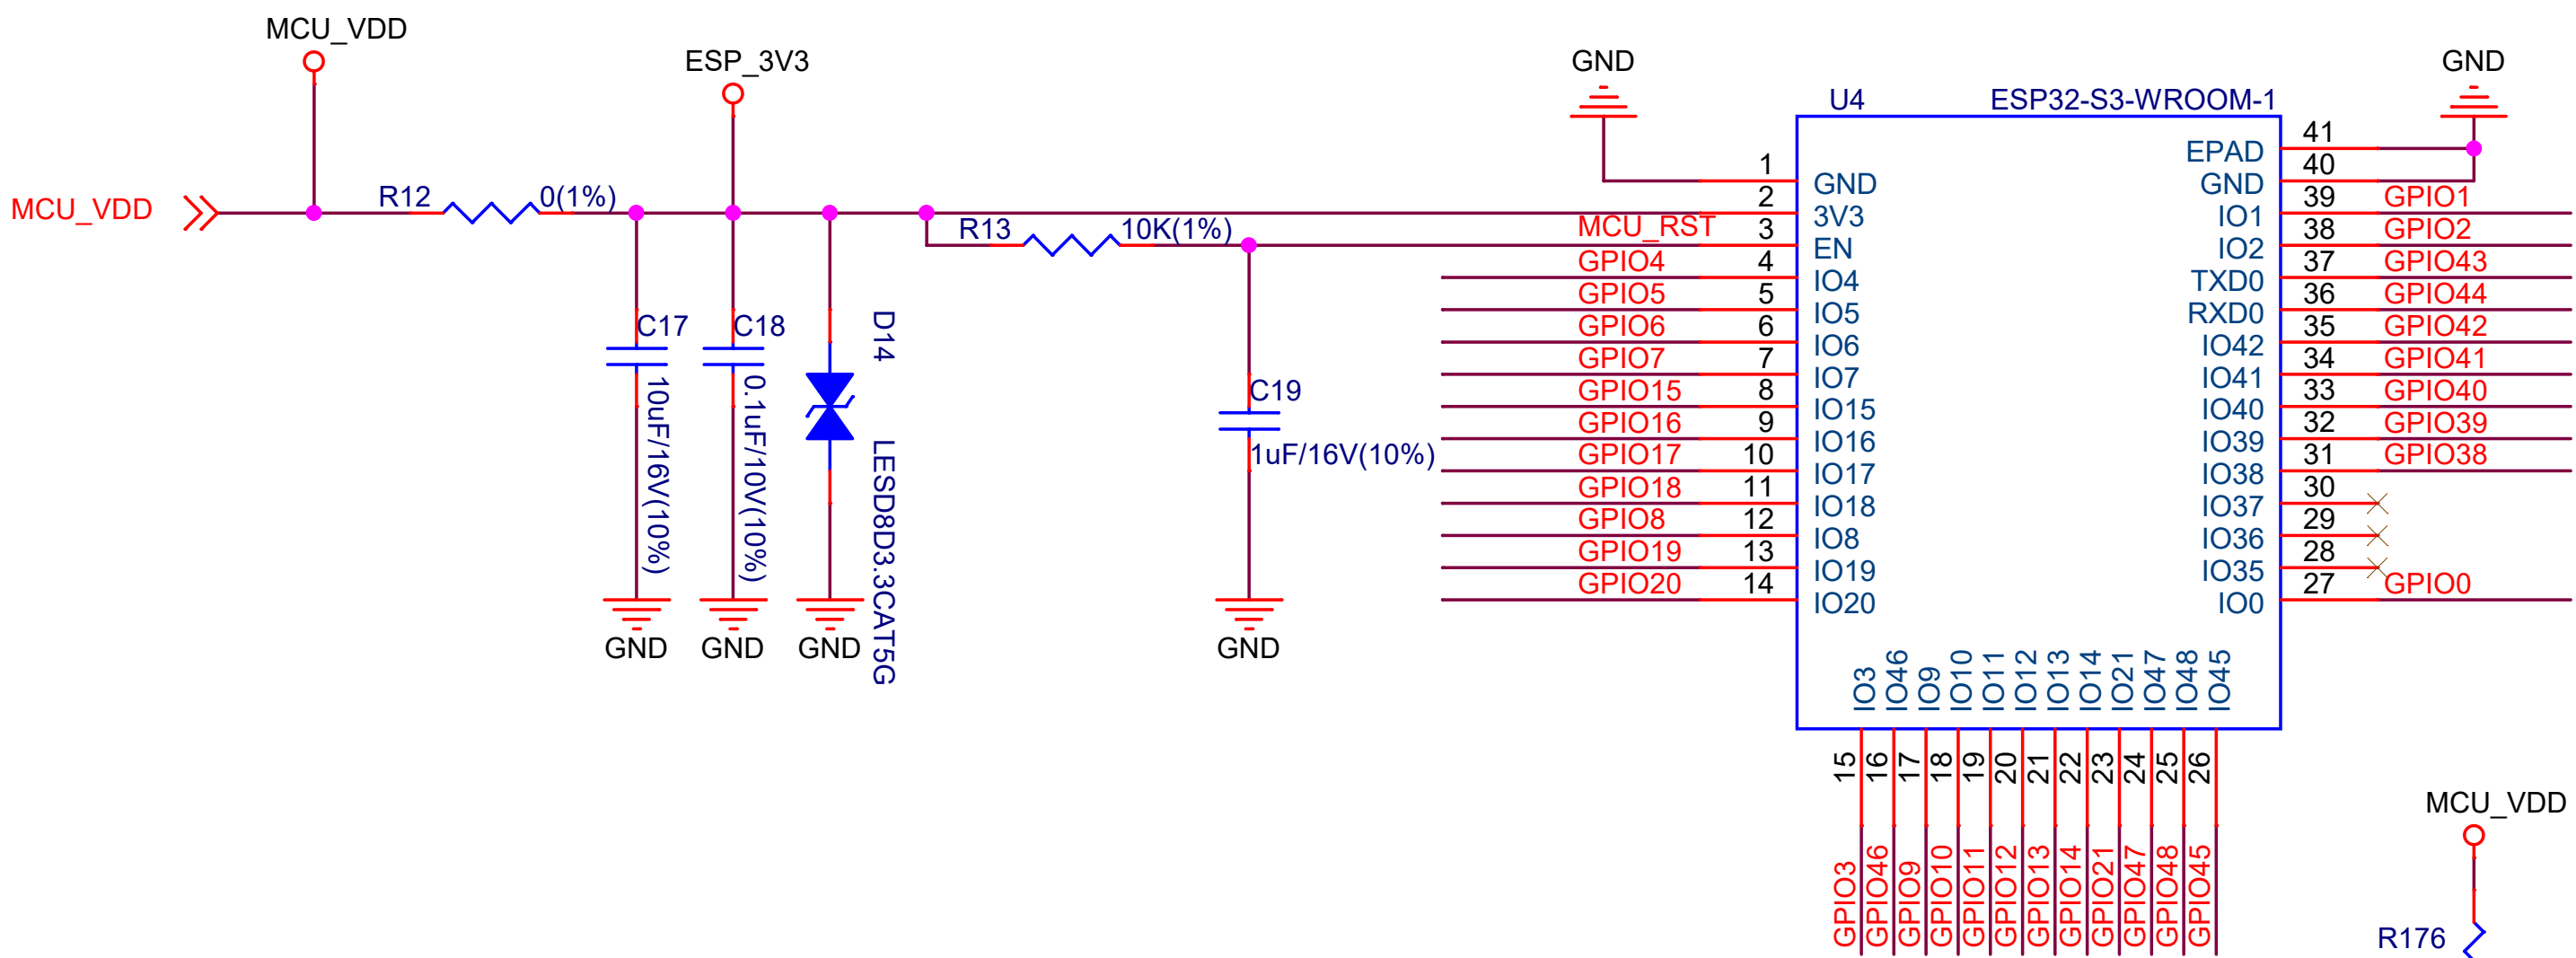 MCU_VDD
ESP_3V3
MCU_VDD
R12
0(1%)
C17
10uF/16V(10%)
C18
0.1uF/10V(10%)
D14
LESD8D3.3CAT5G
GND
GND
GND
R13
10K(1%)
C19
1uF/16V(10%)
GND
GND
GND
U4
ESP32-S3-WROOM-1
1
GND
2
3V3
MCU_RST
3
EN
GPIO4
4
IO4
GPIO5
5
IO5
GPIO6
6
IO6
GPIO7
7
IO7
GPIO15
8
IO15
GPIO16
9
IO16
GPIO17
10
IO17
GPIO18
11
IO18
GPIO8
12
IO8
GPIO19
13
IO19
GPIO20
14
IO20
EPAD
41
GND
40
IO1
39
GPIO1
IO2
38
GPIO2
TXD0
37
GPIO43
RXD0
36
GPIO44
IO42
35
GPIO42
IO41
34
GPIO41
IO40
33
GPIO40
IO39
32
GPIO39
IO38
31
GPIO38
IO37
30
IO36
29
IO35
28
IO0
27
GPIO0
IO3
15
GPIO3
IO46
16
GPIO46
IO9
17
GPIO9
IO10
18
GPIO10
IO11
19
GPIO11
IO12
20
GPIO12
IO13
21
GPIO13
IO14
22
GPIO14
IO21
23
GPIO21
IO47
24
GPIO47
IO48
25
GPIO48
IO45
26
GPIO45
MCU_VDD
R176